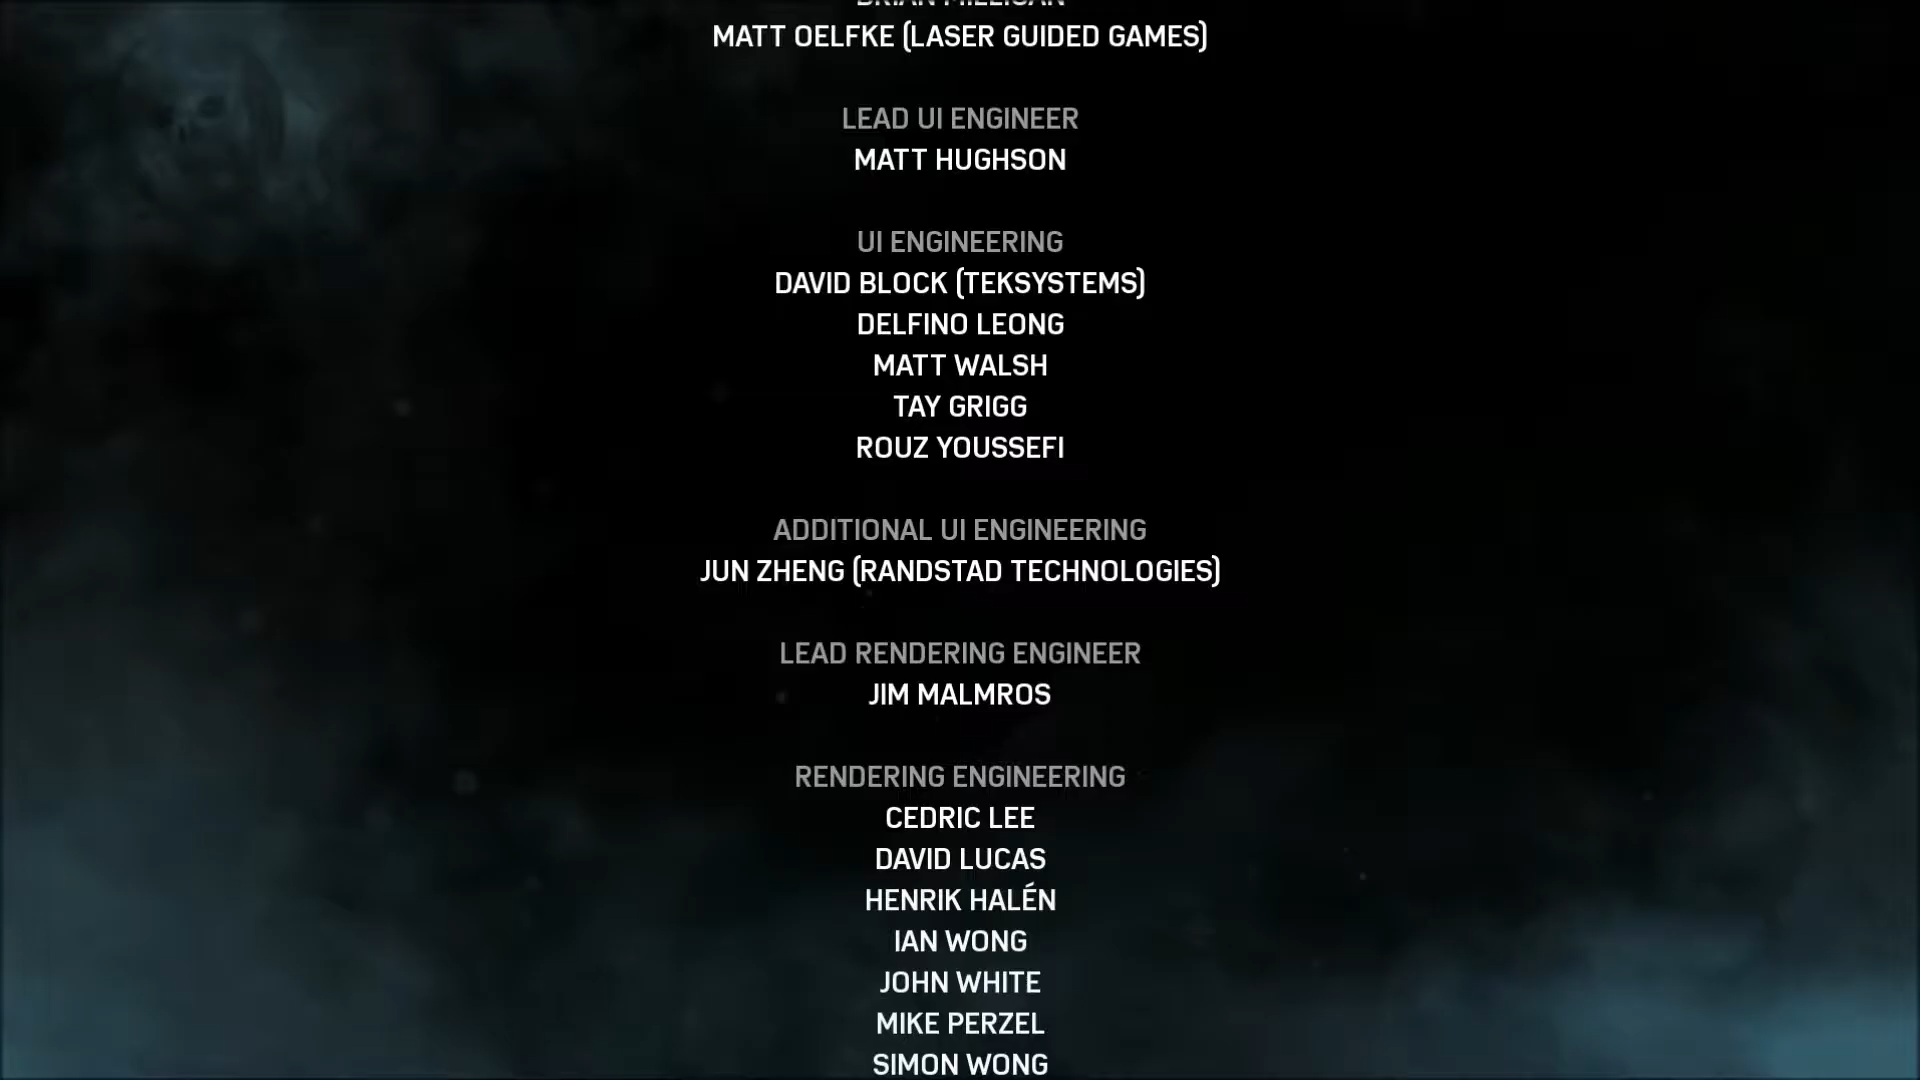 BRIAN MILLIGAN
MATT OELFKE (LASER GUIDED GAMES)
LEAD UI ENGINEER
MATT HUGHSON
UI ENGINEERING
DAVID BLOCK (TEKSYSTEMS)
DELFINO LEONG
MATT WALSH
TAY GRIGG
ROUZ YOUSSEFI
ADDITIONAL UI ENGINEERING
JUN ZHENG (RANDSTAD TECHNOLOGIES)
LEAD RENDERING ENGINEER
JIM MALMROS
RENDERING ENGINEERING
CEDRIC LEE
DAVID LUCAS
HENRIK HALÉN
IAN WONG
JOHN WHITE
MIKE PERZEL
SIMON WONG